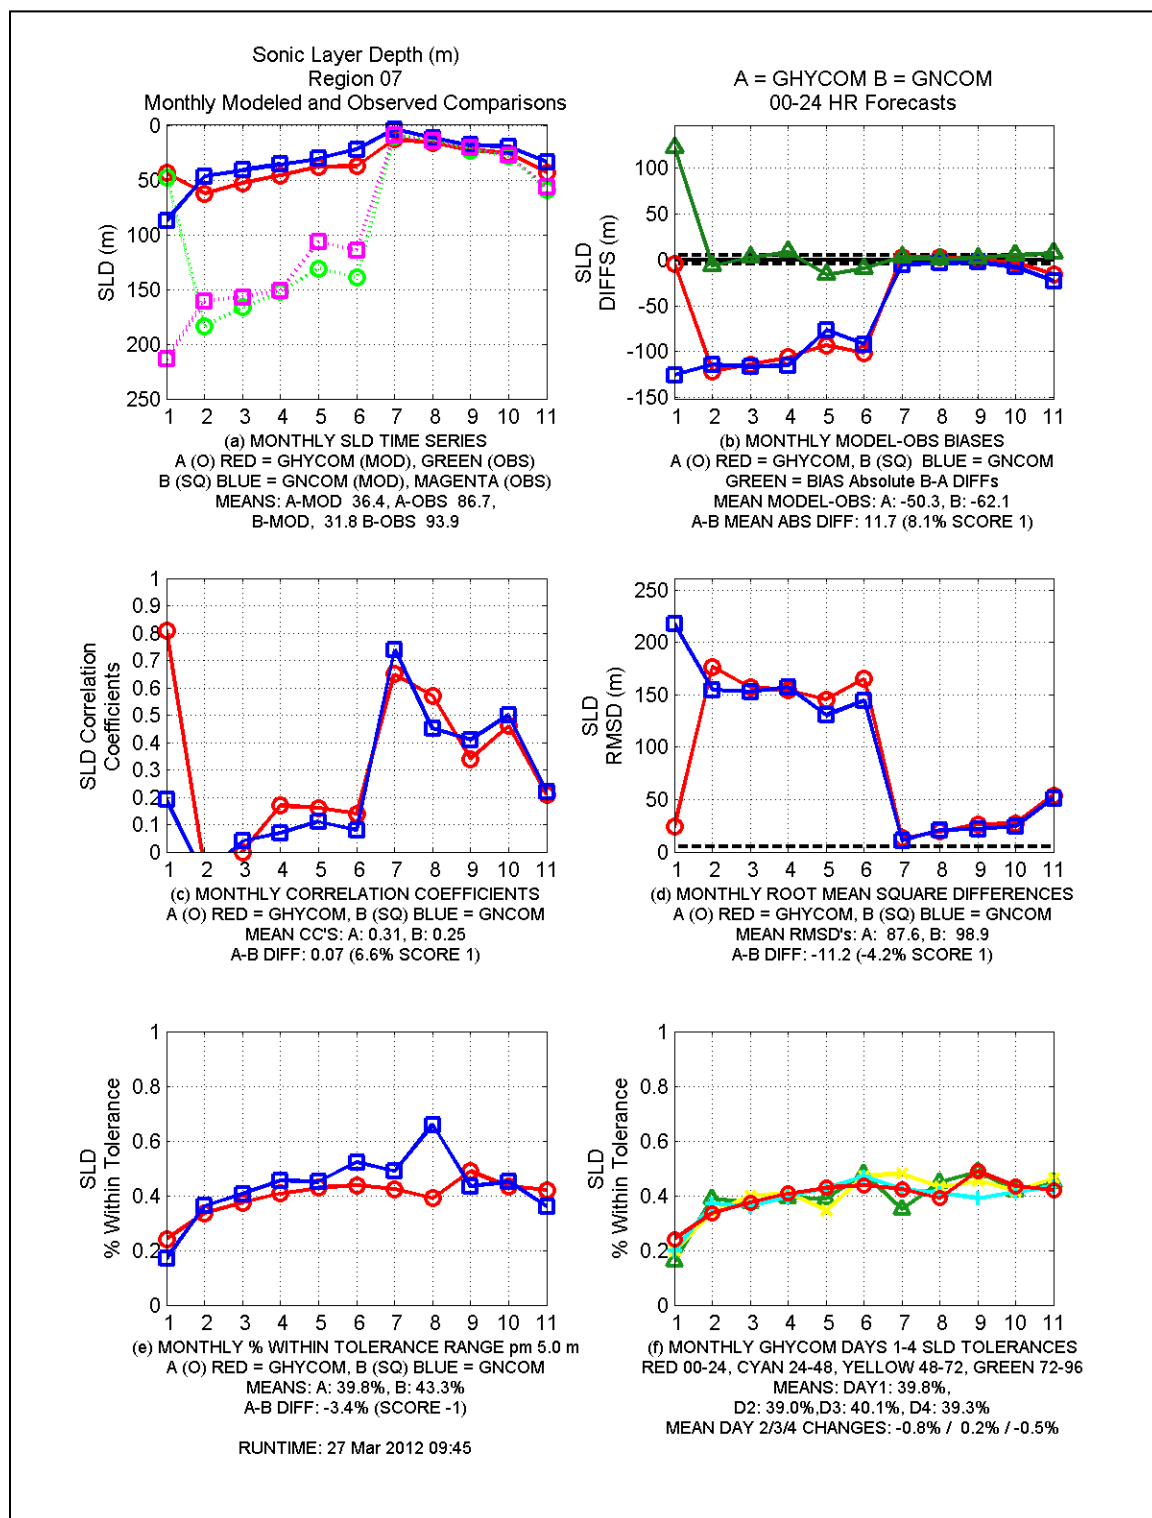 Sonic Layer Depth (m)
Region 07
Monthly Modeled and Observed Comparisons
A = GHYCOM B = GNCOM
00-24 HR Forecasts
0
50
100
150
200
250
SLD (m)
1 2 3 4 5 6 7 8 9 10 11
(a) MONTHLY SLD TIME SERIES
A (O) RED = GHYCOM (MOD), GREEN (OBS)
B (SQ) BLUE = GNCOM (MOD), MAGENTA (OBS)
MEANS: A-MOD 36.4, A-OBS 86.7,
B-MOD, 31.8 B-OBS 93.9
100
50
0
-50
-100
-150
SLD
DIFFS (m)
1 2 3 4 5 6 7 8 9 10 11
(b) MONTHLY MODEL-OBS BIASES
A (O) RED = GHYCOM, B (SQ) BLUE = GNCOM
GREEN = BIAS Absolute B-A DIFFs
MEAN MODEL-OBS: A: -50.3, B: -62.1
A-B MEAN ABS DIFF: 11.7 (8.1% SCORE 1)
1
0.9
0.8
0.7
0.6
0.5
0.4
0.3
0.2
0.1
0
SLD Correlation
Coefficients
1 2 3 4 5 6 7 8 9 10 11
(c) MONTHLY CORRELATION COEFFICIENTS
A (O) RED = GHYCOM, B (SQ) BLUE = GNCOM
MEAN CC'S: A: 0.31, B: 0.25
A-B DIFF: 0.07 (6.6% SCORE 1)
250
200
150
100
50
0
SLD
RMSD (m)
1 2 3 4 5 6 7 8 9 10 11
(d) MONTHLY ROOT MEAN SQUARE DIFFERENCES
A (O) RED = GHYCOM, B (SQ) BLUE = GNCOM
MEAN RMSD's: A: 87.6, B: 98.9
A-B DIFF: -11.2 (-4.2% SCORE 1)
1
0.8
0.6
0.4
0.2
0
SLD
% Within Tolerance
1 2 3 4 5 6 7 8 9 10 11
(e) MONTHLY % WITHIN TOLERANCE RANGE pm 5.0 m
A (O) RED = GHYCOM, B (SQ) BLUE = GNCOM
MEANS: A: 39.8%, B: 43.3%
A-B DIFF: -3.4% (SCORE -1)
RUNTIME: 27 Mar 2012 09:45
1
0.8
0.6
0.4
0.2
0
SLD
% Within Tolerance
1 2 3 4 5 6 7 8 9 10 11
(f) MONTHLY GHYCOM DAYS 1-4 SLD TOLERANCES
RED 00-24, CYAN 24-48, YELLOW 48-72, GREEN 72-96
MEANS: DAY1: 39.8%,
D2: 39.0%,D3: 40.1%, D4: 39.3%
MEAN DAY 2/3/4 CHANGES: -0.8% / 0.2% / -0.5%